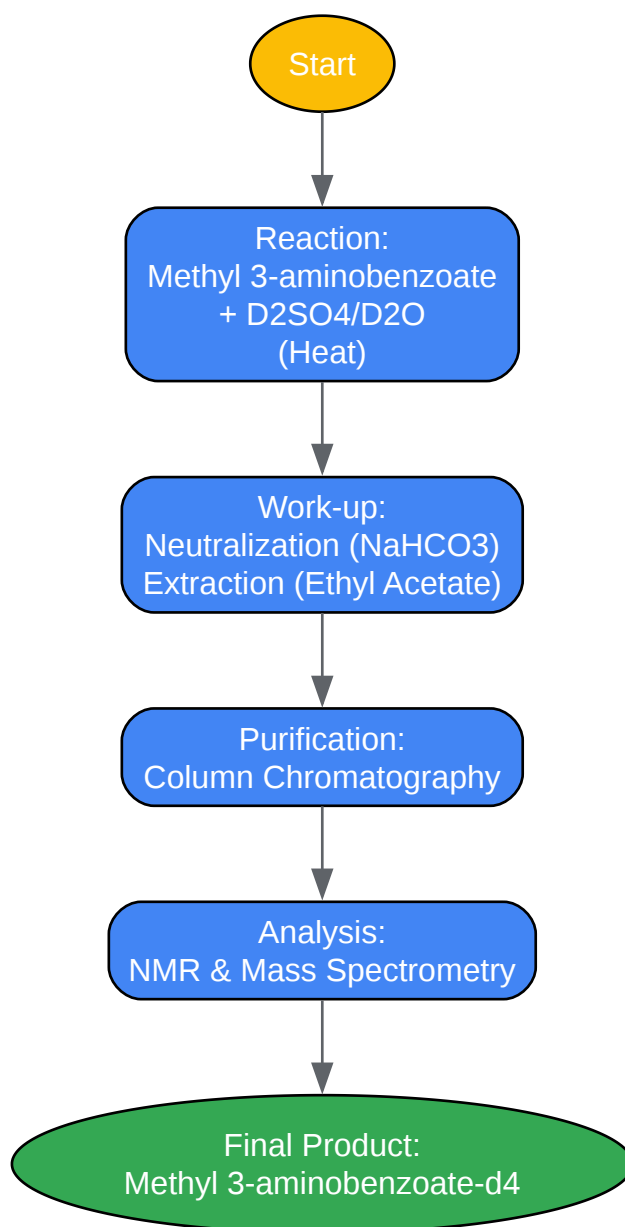 Start
Reaction:
Methyl 3-aminobenzoate
+ D2SO4/D2O
(Heat)
Work-up:
Neutralization (NaHCO3)
Extraction (Ethyl Acetate)
Purification:
Column Chromatography
Analysis:
NMR & Mass Spectrometry
Final Product:
Methyl 3-aminobenzoate-d4